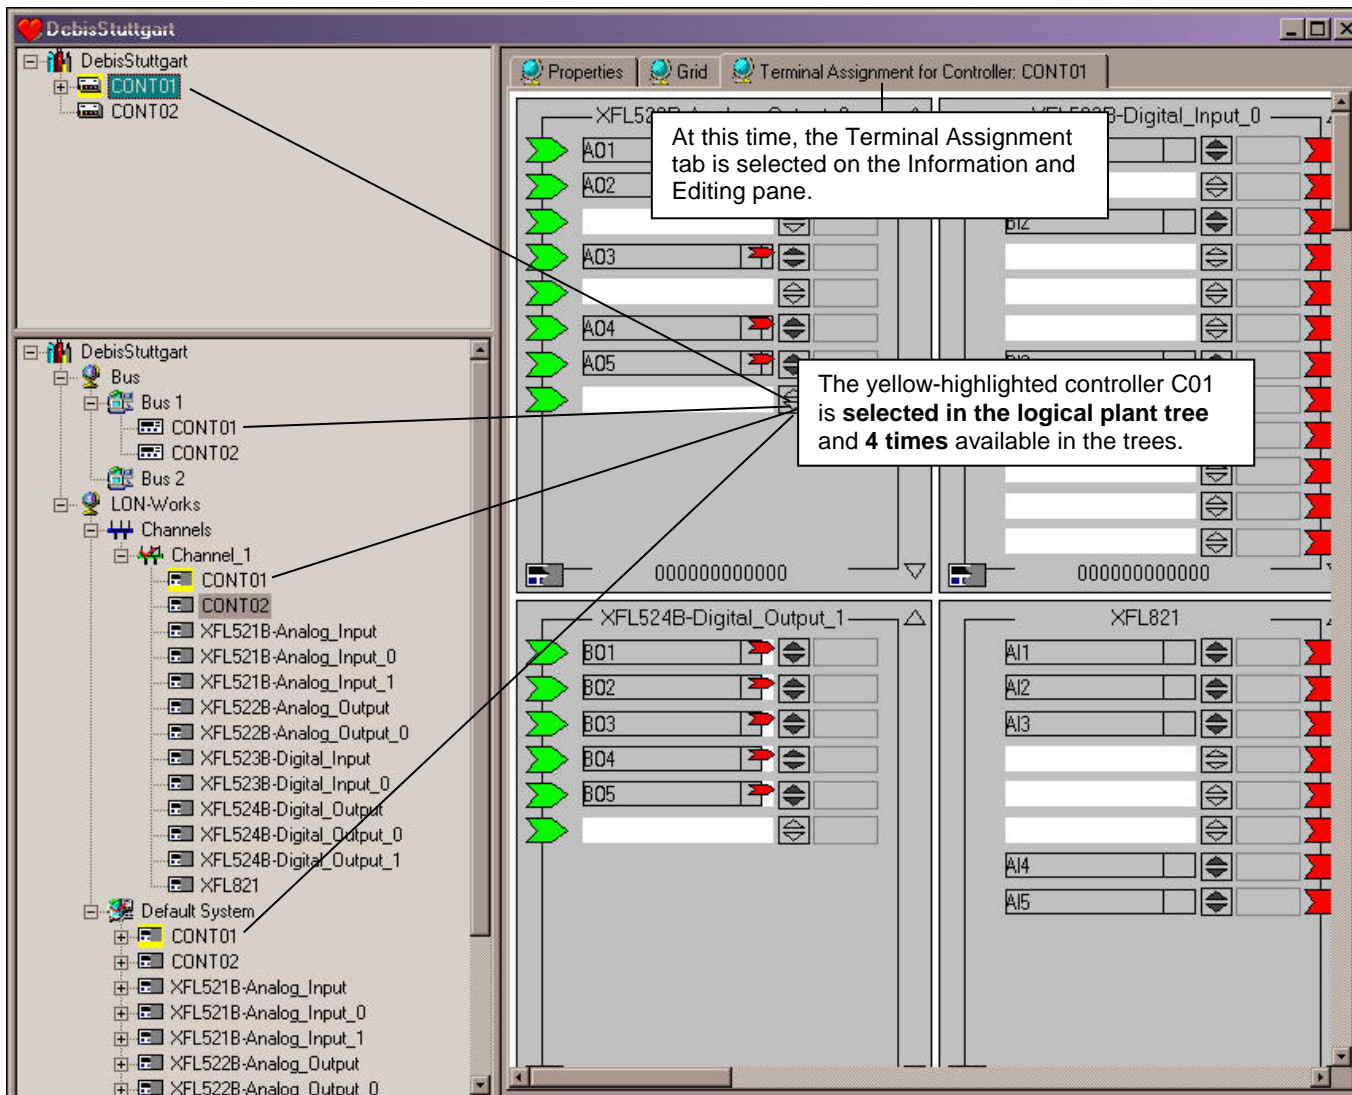 DebisStuttgart
DebisStuttgart
CONT01
CONT02
DebisStuttgart
Bus
Bus 1
CONT01
CONT02
Bus 2
LON-Works
Channels
Channel_1
CONT01
CONT02
XFL521B-Analog_Input
XFL521B-Analog_Input_0
XFL521B-Analog_Input_1
XFL522B-Analog_Output
XFL522B-Analog_Output_0
XFL523B-Digital_Input
XFL523B-Digital_Input_0
XFL524B-Digital_Output
XFL524B-Digital_Output_0
XFL524B-Digital_Output_1
XFL821
Default System
CONT01
CONT02
XFL521B-Analog_Input
XFL521B-Analog_Input_0
XFL521B-Analog_Input_1
XFL522B-Analog_Output
XFL522B-Analog_Output_0
Properties Grid Terminal Assignment for Controller: CONT01
At this time, the Terminal Assignment
tab is selected on the Information and
Editing pane.
AO1
AO2
AO3
AO4
AO5
000000000000
-Digital_Input_0
BI2
The yellow-highlighted controller C01
is selected in the logical plant tree
and 4 times available in the trees.
000000000000
XFL524B-Digital_Output_1
BO1
BO2
BO3
BO4
BO5
XFL821
AI1
AI2
AI3
AI4
AI5